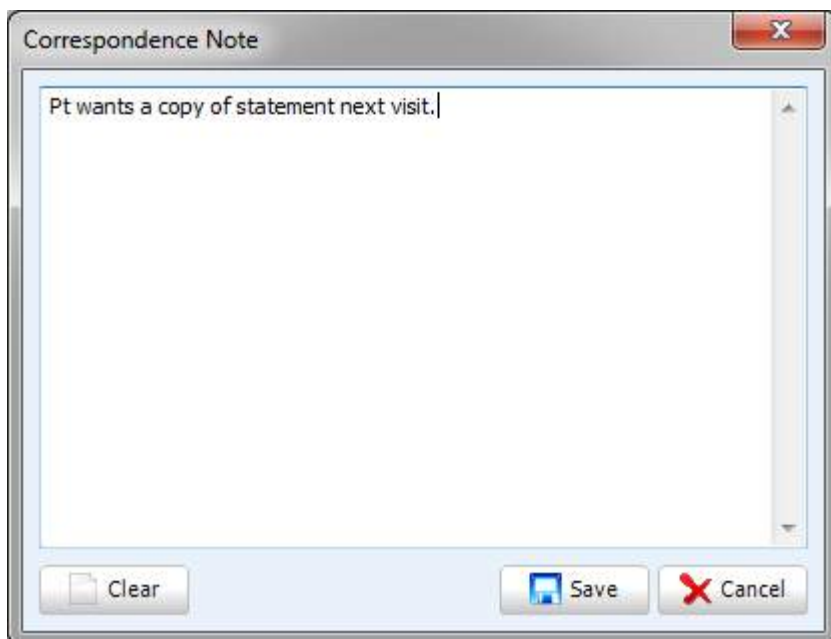 Correspondence Note
Pt wants a copy of statement next visit.
Clear
Save
Cancel